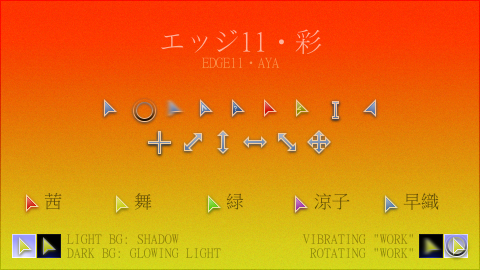 エッジ11・彩
EDGE11・AYA
茜 舞 緑 涼子 早織
LIGHT BG: SHADOW
DARK BG: GLOWING LIGHT
VIBRATING "WORK"
ROTATING "WORK"